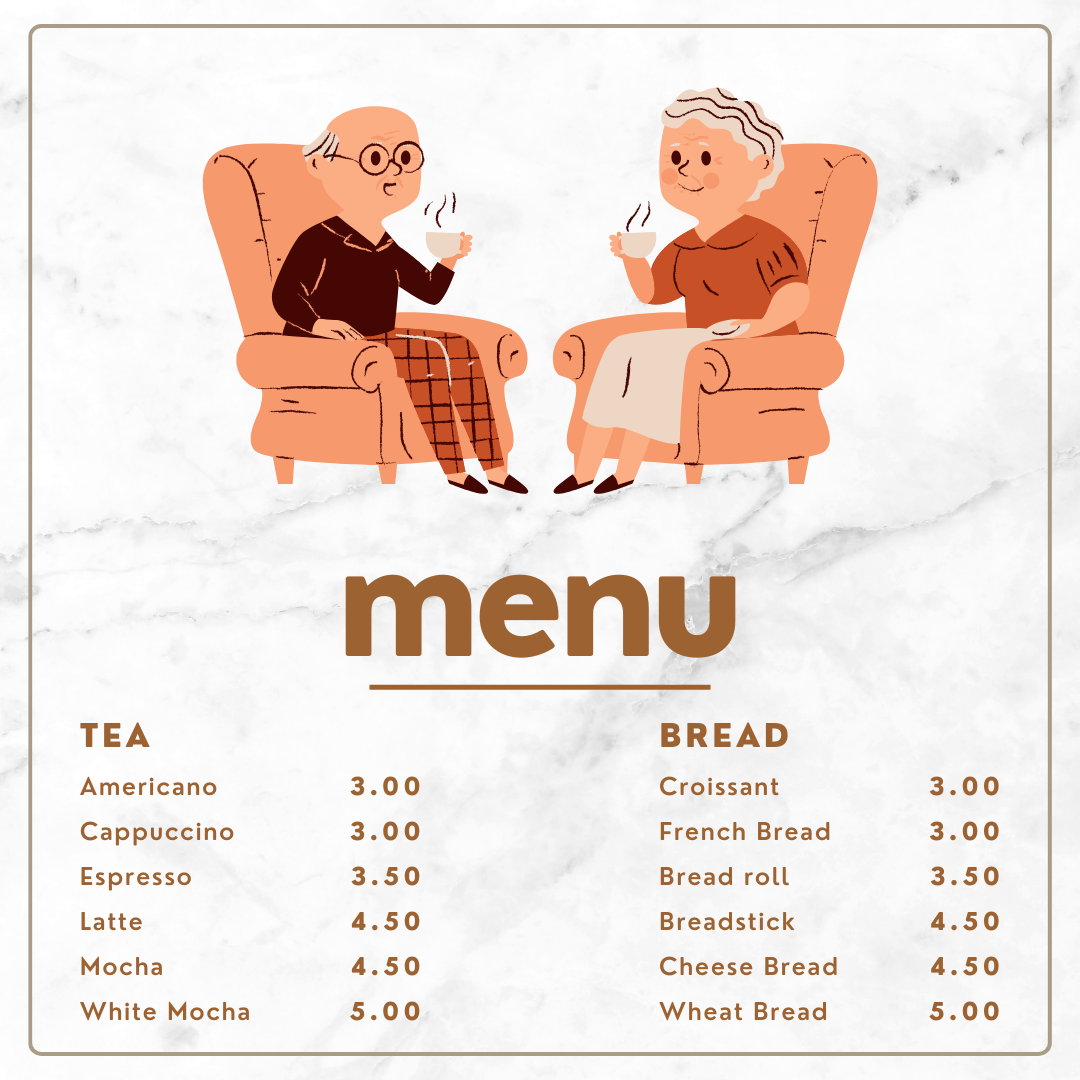 menu
TEA
Americano 3.00
Cappuccino 3.00
Espresso 3.50
Latte 4.50
Mocha 4.50
White Mocha 5.00
BREAD
Croissant 3.00
French Bread 3.00
Bread roll 3.50
Breadstick 4.50
Cheese Bread 4.50
Wheat Bread 5.00